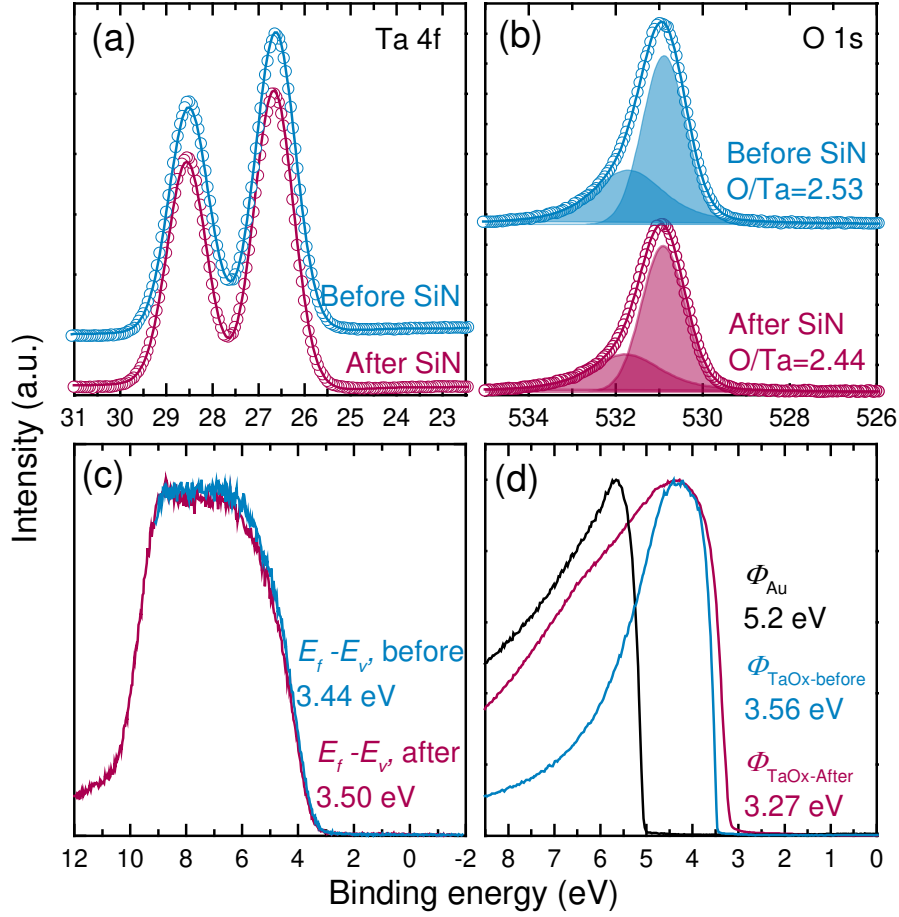 (a)
Ta 4f
Before SiN
After SiN
31 30 29 28 27 26 25 24 23
(b)
O 1s
Before SiN
O/Ta=2.53
After SiN
O/Ta=2.44
534 532 530 528 526
Intensity (a.u.)
(c)
E_f -E_v, before
3.44 eV
E_f -E_v, after
3.50 eV
12 10 8 6 4 2 0 -2
(d)
Φ_Au
5.2 eV
Φ_TaOx-before
3.56 eV
Φ_TaOx-After
3.27 eV
8 7 6 5 4 3 2 1 0
Binding energy (eV)